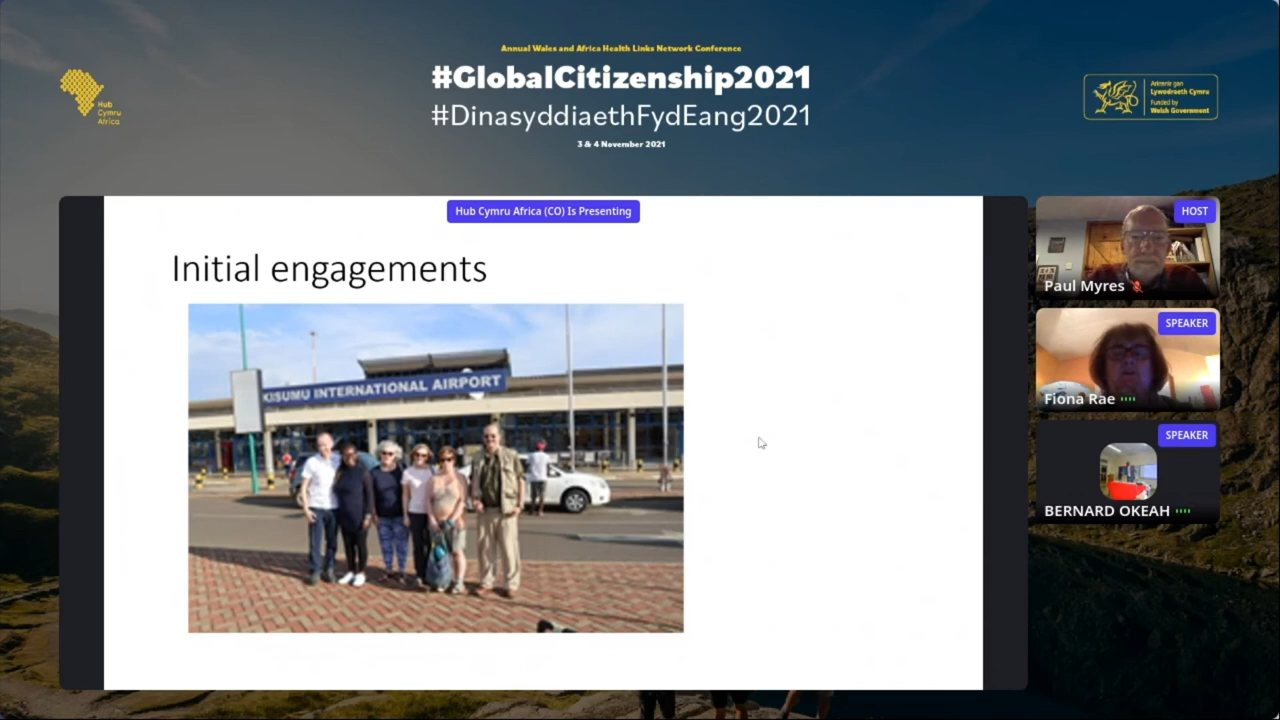 Annual Wales and Africa Health Links Network Conference
#GlobalCitizenship2021
#DinasyddiaethFydEang2021
3 & 4 November 2021
Hub
Cymru
Africa
Ariennir gan
Lywodraeth Cymru
Funded by
Welsh Government
Hub Cymru Africa (CO) Is Presenting
Initial engagements
KISUMU INTERNATIONAL AIRPORT
HOST
Paul Myres
SPEAKER
Fiona Rae
SPEAKER
BERNARD OKEAH